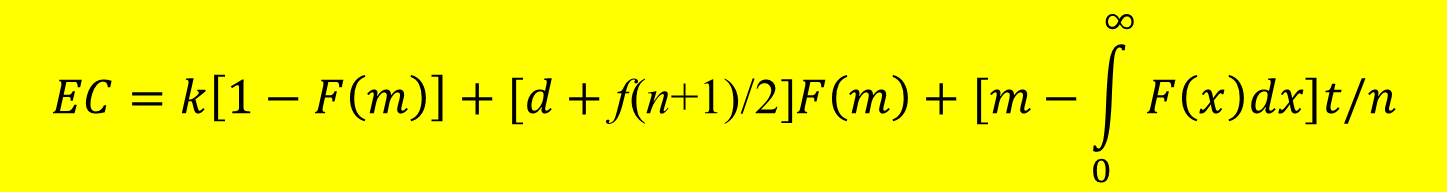 EC = k[1 − F(m)] + [d + f(n+1)/2]F(m) + [m − ∫₀^∞ F(x)dx]t/n